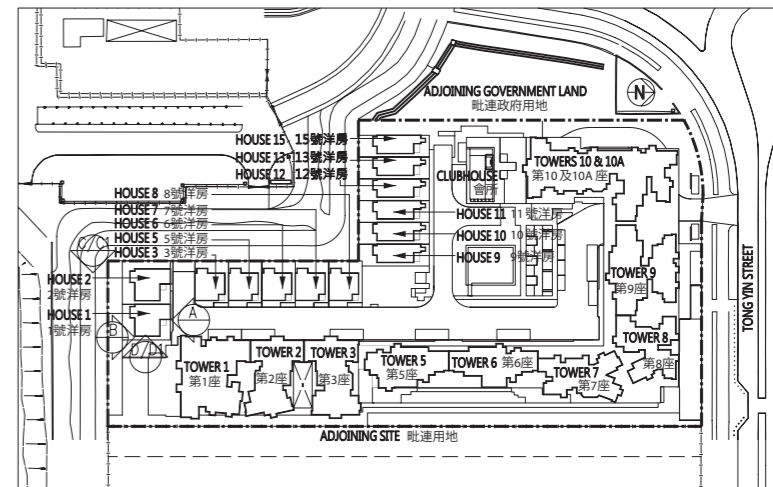 ADJOINING GOVERNMENT LAND
毗連政府用地
N
HOUSE 15 15號洋房
HOUSE 13 13號洋房
HOUSE 12 12號洋房
HOUSE 8 8號洋房
HOUSE 7 7號洋房
HOUSE 6 6號洋房
HOUSE 5 5號洋房
HOUSE 3 3號洋房
CLUBHOUSE
會所
TOWERS 10 & 10A
第10及10A座
HOUSE 11 11號洋房
HOUSE 10 10號洋房
HOUSE 9 9號洋房
C/C1
HOUSE 2
2號洋房
HOUSE 1
1號洋房
A
B
D/D1
TOWER 9
第9座
TOWER 8
第8座
TONG YIN STREET
TOWER 1
第1座
TOWER 2
第2座
TOWER 3
第3座
TOWER 5
第5座
TOWER 6 第6座
TOWER 7
第7座
ADJOINING SITE 毗連用地